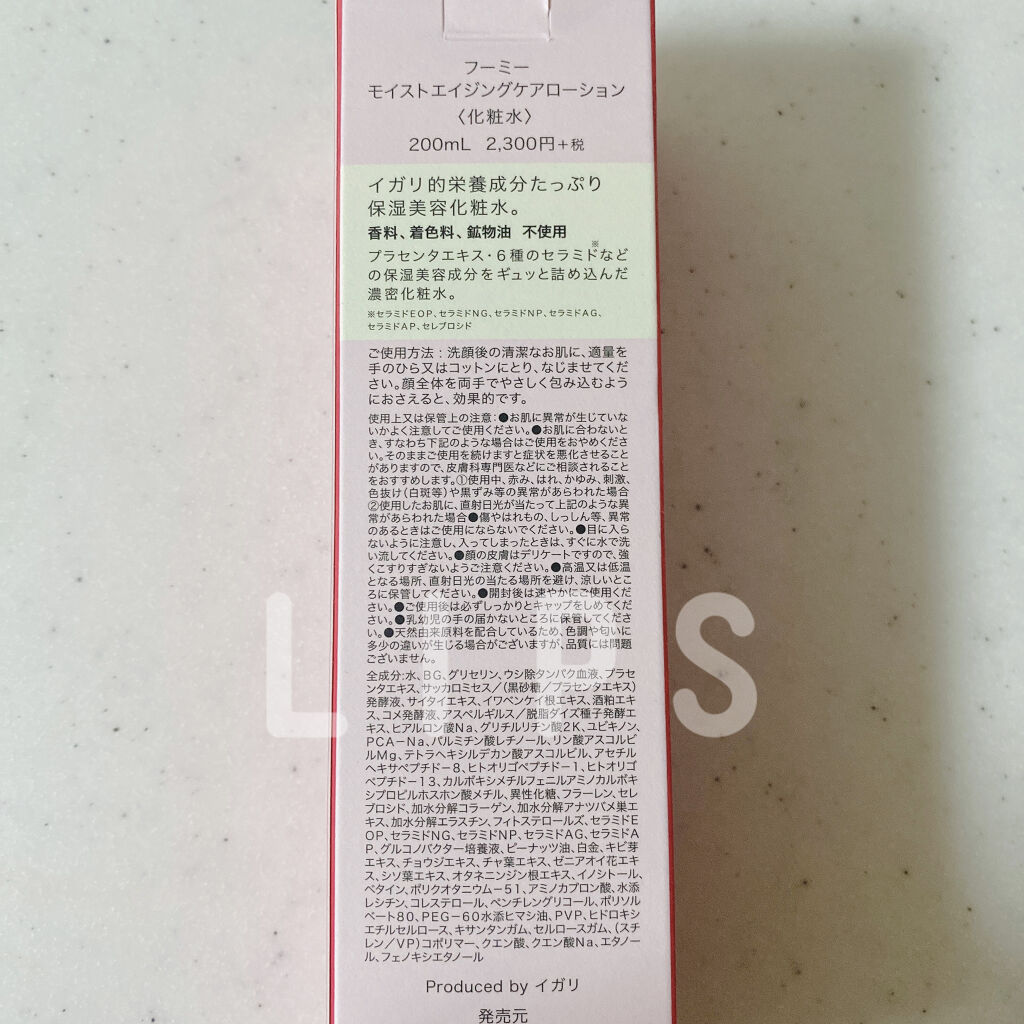 フーミー
モイストエイジングケアローション
〈化粧水〉
200mL 2,300円+税
イガリ的栄養成分たっぷり
保湿美容化粧水。
香料、着色料、鉱物油 不使用
プラセンタエキス・6種のセラミド※など
の保湿美容成分をギュッと詰め込んだ
濃密化粧水。
※セラミドEOP、セラミドNG、セラミドNP、セラミドAG、
セラミドAP、セレブロシド
ご使用方法：洗顔後の清潔なお肌に、適量を
手のひら又はコットンにとり、なじませてくだ
さい。顔全体を両手でやさしく包み込むよう
におさえると、効果的です。
使用上又は保管上の注意：●お肌に異常が生じていな
いかよく注意してご使用ください。●お肌に合わないと
き、すなわち下記のような場合はご使用をおやめくださ
い。そのままご使用を続けますと症状を悪化させること
がありますので、皮膚科専門医などにご相談されること
をおすすめします。①使用中、赤み、はれ、かゆみ、刺激、
色抜け(白斑等)や黒ずみ等の異常があらわれた場合
②使用したお肌に、直射日光が当たって上記のような異
常があらわれた場合●傷やはれもの、しっしん等、異常
のあるときはご使用にならないでください。●目に入ら
ないように注意し、入ってしまったときは、すぐに水で洗
い流してください。●顔の皮膚はデリケートですので、強
くこすりすぎないようご注意ください。●高温又は低温
となる場所、直射日光の当たる場所を避け、涼しいとこ
ろに保管してください。●開封後は速やかにご使用くだ
さい。●ご使用後は必ずしっかりとキャップをしめてくだ
さい。●乳幼児の手の届かないところに保管してくださ
い。●天然由来原料を配合しているため、色調や匂いに
多少の違いが生じる場合がございますが、品質には問題
ございません。
全成分：水、BG、グリセリン、ウシ除タンパク血液、プラセ
ンタエキス、サッカロミセス／(黒砂糖／プラセンタエキス)
発酵液、サイタイエキス、イワベンケイ根エキス、酒粕エキ
ス、コメ発酵液、アスペルギルス／脱脂ダイズ種子発酵エ
キス、ヒアルロン酸Na、グリチルリチン酸2K、ユビキノン、
PCA-Na、パルミチン酸レチノール、リン酸アスコルビ
ルMg、テトラヘキシルデカン酸アスコルビル、アセチル
ヘキサペプチド-8、ヒトオリゴペプチド-1、ヒトオリゴ
ペプチド-13、カルボキシメチルフェニルアミノカルボキ
シプロピルホスホン酸メチル、異性化糖、フラーレン、セレ
ブロシド、加水分解コラーゲン、加水分解アナツバメ巣エ
キス、加水分解エラスチン、フィトステロールズ、セラミドE
OP、セラミドNG、セラミドNP、セラミドAG、セラミドA
P、グルコノバクター培養液、ピーナッツ油、白金、キビ芽
エキス、チョウジエキス、チャ葉エキス、ゼニアオイ花エキ
ス、シソ葉エキス、オタネニンジン根エキス、イノシトール、
ベタイン、ポリクオタニウム-51、アミノカプロン酸、水添
レシチン、コレステロール、ペンチレングリコール、ポリソル
ベート80、PEG-60水添ヒマシ油、PVP、ヒドロキシ
エチルセルロース、キサンタンガム、セルロースガム、(スチ
レン／VP)コポリマー、クエン酸、クエン酸Na、エタノー
ル、フェノキシエタノール
Produced by イガリ
発売元
LIPS